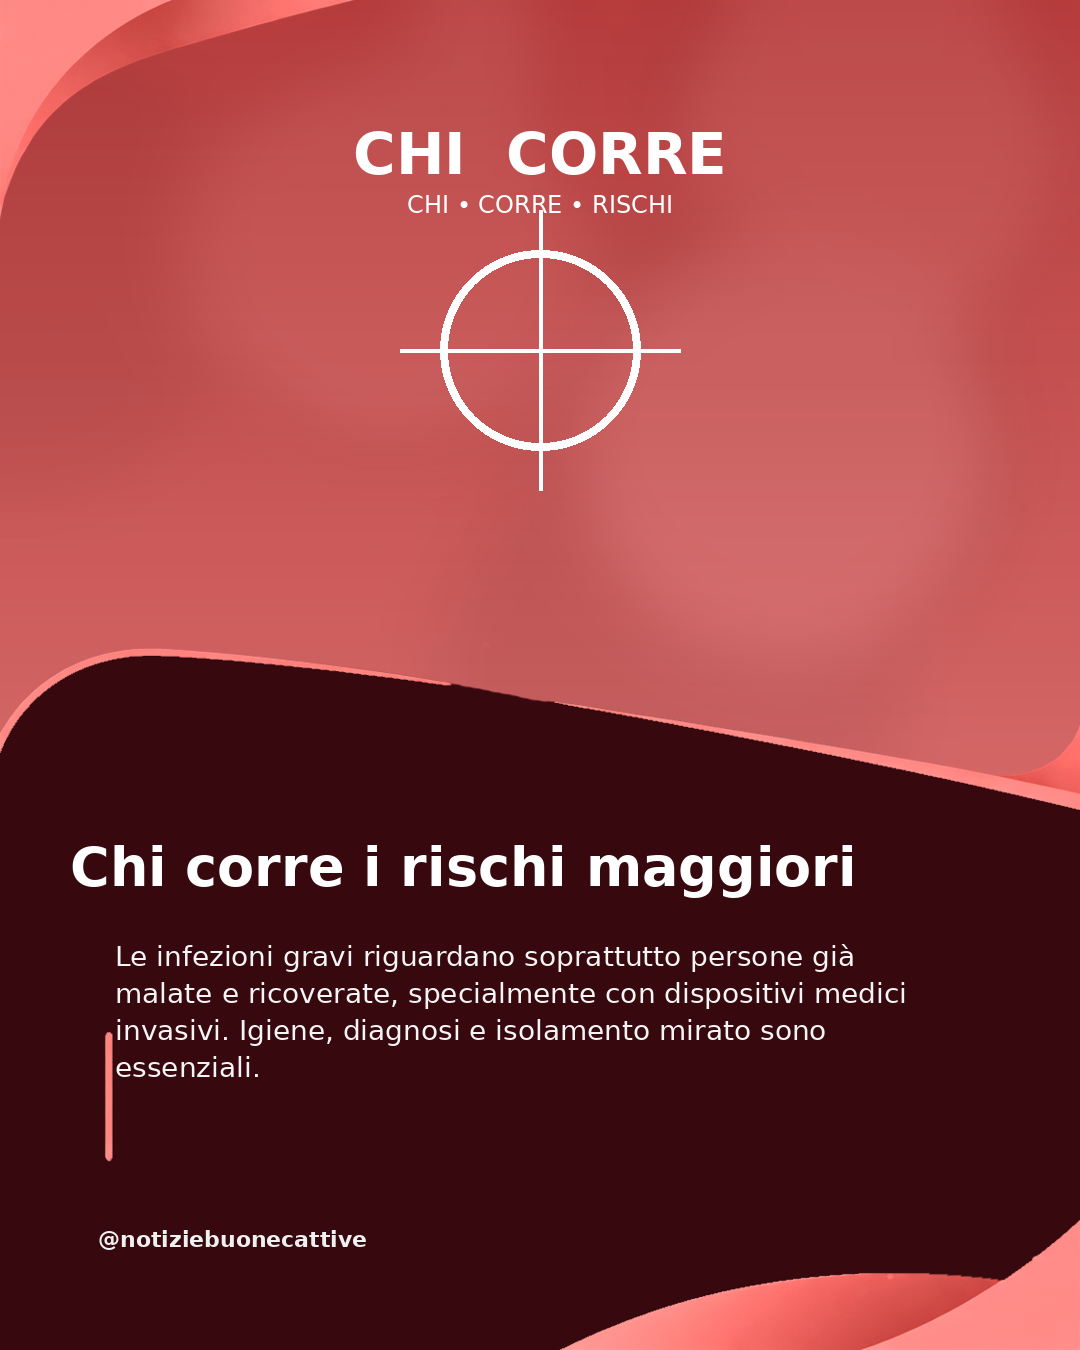 CHI CORRE
CHI • CORRE • RISCHI
Chi corre i rischi maggiori
Le infezioni gravi riguardano soprattutto persone già
malate e ricoverate, specialmente con dispositivi medici
invasivi. Igiene, diagnosi e isolamento mirato sono
essenziali.
@notiziebuonecattive